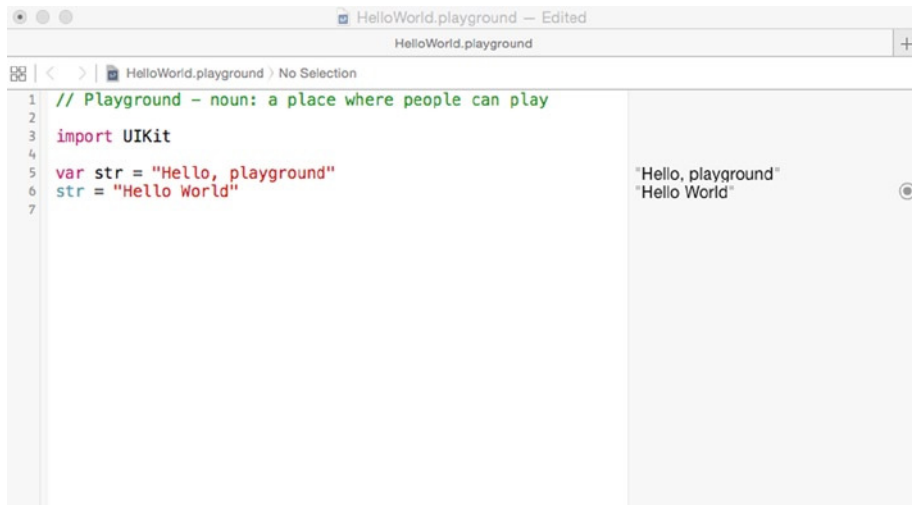 HelloWorld.playground — Edited
HelloWorld.playground
HelloWorld.playground 〉 No Selection
1 // Playground – noun: a place where people can play
2
3 import UIKit
4
5 var str = "Hello, playground" "Hello, playground"
6 str = "Hello World" "Hello World"
7